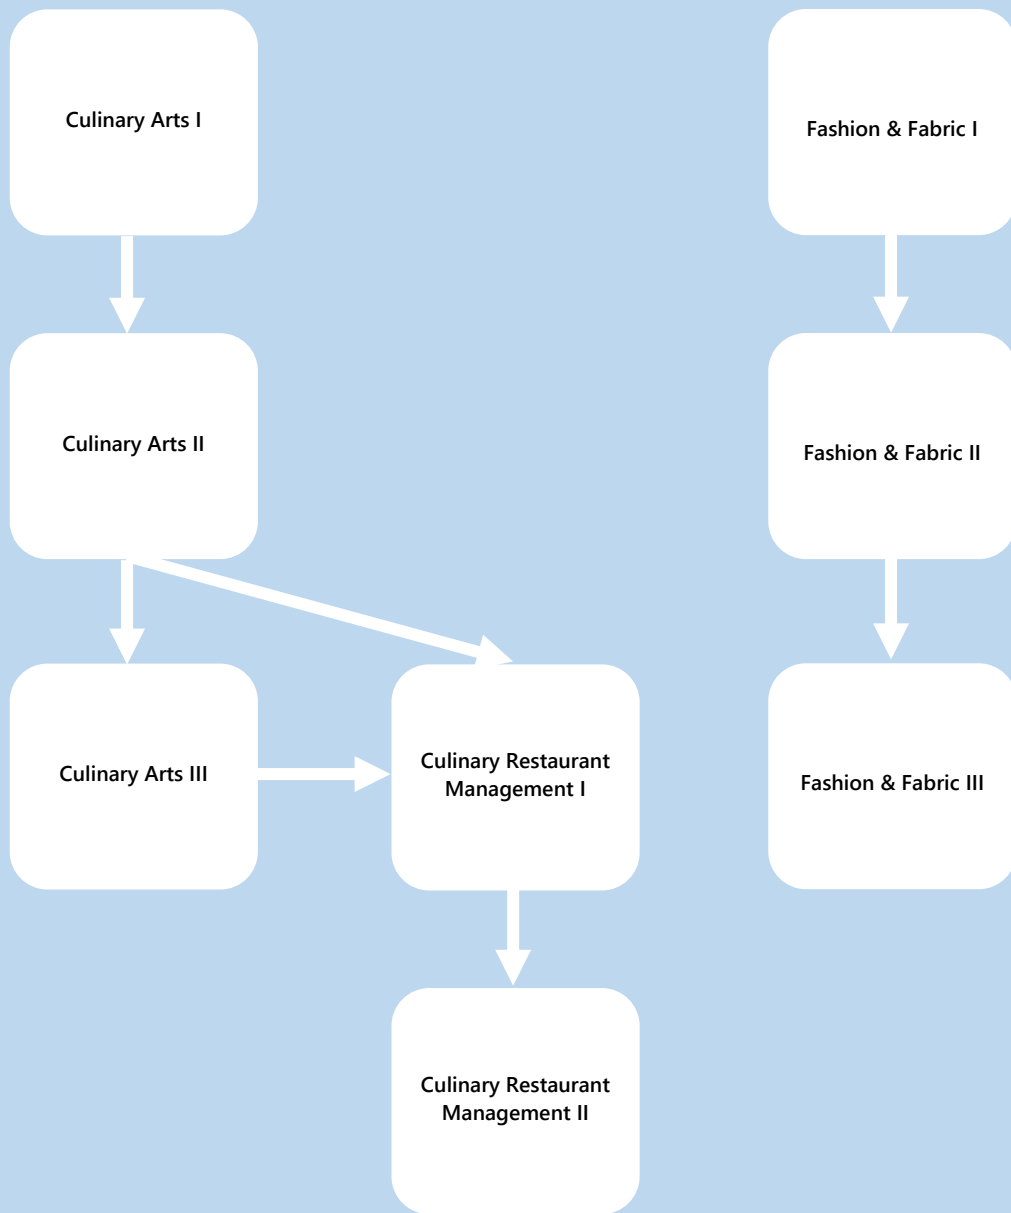 Culinary Arts I
Fashion & Fabric I
Culinary Arts II
Fashion & Fabric II
Culinary Arts III
Culinary Restaurant
Management I
Fashion & Fabric III
Culinary Restaurant
Management II